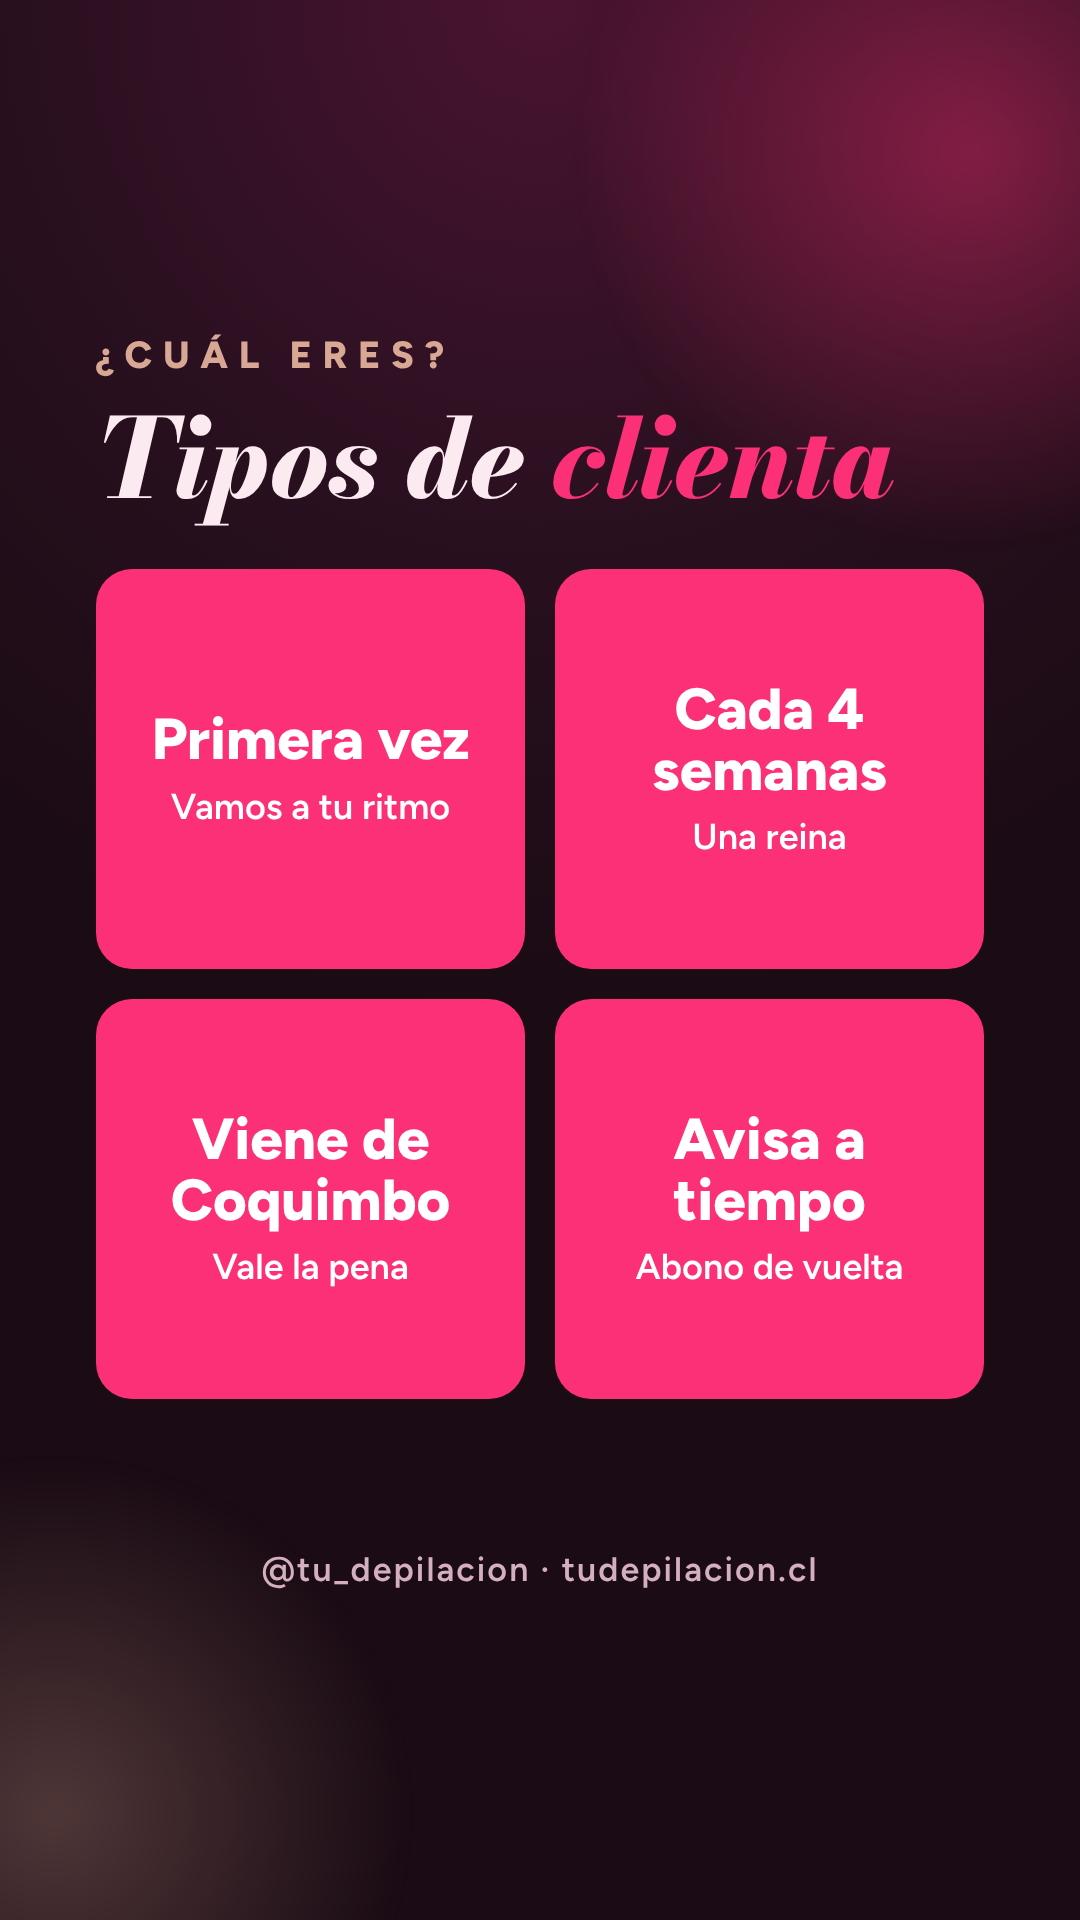 ¿CUÁL ERES?
Tipos de clienta
Primera vez
Vamos a tu ritmo
Cada 4
semanas
Una reina
Viene de
Coquimbo
Vale la pena
Avisa a
tiempo
Abono de vuelta
@tu_depilacion · tudepilacion.cl